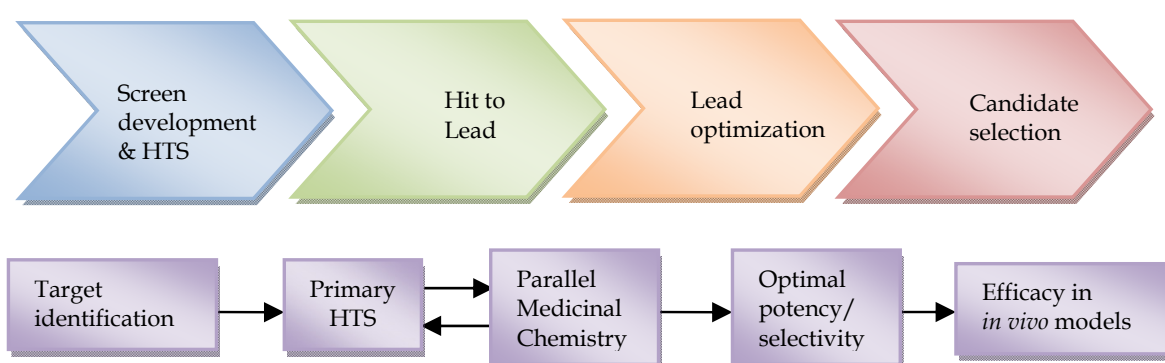 Screen
development
& HTS
Hit to
Lead
Lead
optimization
Candidate
selection
Target
identification
Primary
HTS
Parallel
Medicinal
Chemistry
Optimal
potency/
selectivity
Efficacy in
in vivo models